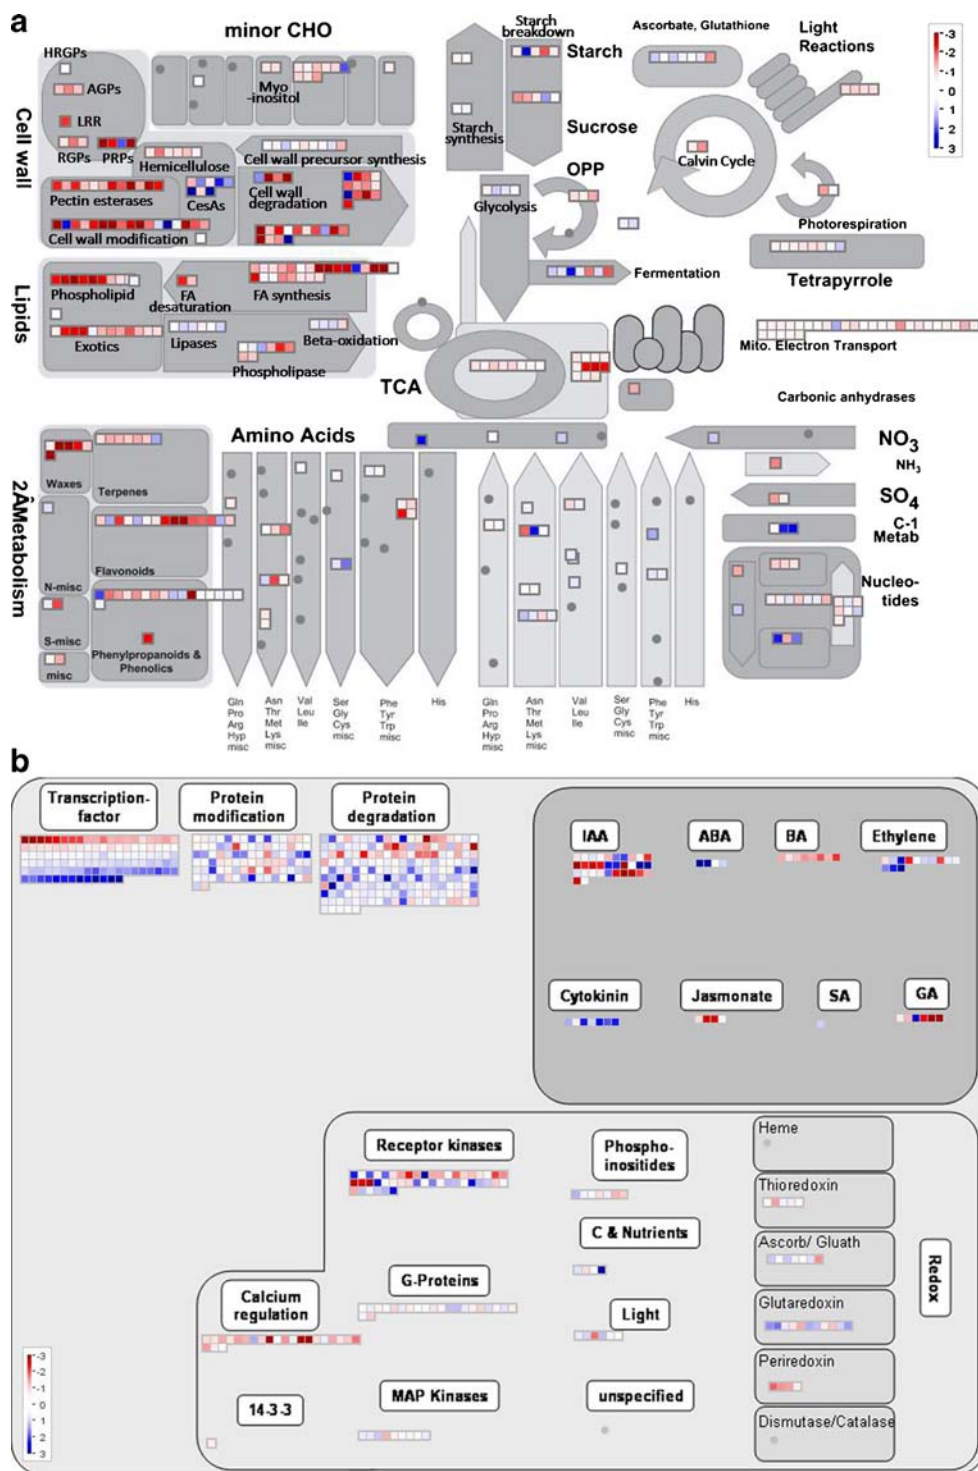 a
minor CHO
HRGPs
AGPs
LRR
RGPs
PRPs
Cell wall
Myo
-inositol
Hemicellulose
Cell wall precursor synthesis
Pectin esterases
CesAs
Cell wall
degradation
Cell wall modification
Starch
breakdown
Starch
Sucrose
Starch
synthesis
OPP
Glycolysis
Fermentation
Ascorbate, Glutathione
Light
Reactions
Calvin Cycle
Photorespiration
Tetrapyrrole
-3
-2
-1
0
1
2
3
Lipids
Phospholipid
FA
desaturation
FA synthesis
Exotics
Lipases
Beta-oxidation
Phospholipase
TCA
Mito. Electron Transport
Carbonic anhydrases
2ÂMetabolism
Waxes
Terpenes
N-misc
Flavonoids
S-misc
misc
Phenylpropanoids &
Phenolics
Amino Acids
NO3
NH3
SO4
C-1
Metab
Nucleo-
tides
Gln
Pro
Arg
Hyp
misc
Asn
Thr
Met
Lys
misc
Val
Leu
Ile
Ser
Gly
Cys
misc
Phe
Tyr
Trp
misc
His
Gln
Pro
Arg
Hyp
misc
Asn
Thr
Met
Lys
misc
Val
Leu
Ile
Ser
Gly
Cys
misc
Phe
Tyr
Trp
misc
His
b
Transcription-
factor
Protein
modification
Protein
degradation
IAA
ABA
BA
Ethylene
Cytokinin
Jasmonate
SA
GA
Receptor kinases
Phospho-
inositides
C & Nutrients
G-Proteins
Light
Calcium
regulation
14-3-3
MAP Kinases
unspecified
Heme
Thioredoxin
Ascorb/ Gluath
Glutaredoxin
Periredoxin
Dismutase/Catalase
Redox
-3
-2
-1
0
1
2
3